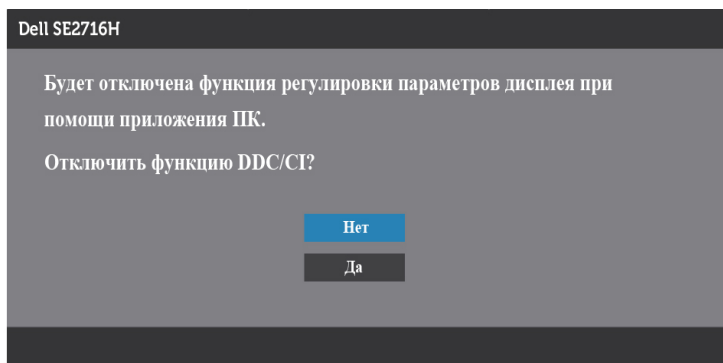 Dell SE2716H
Будет отключена функция регулировки параметров дисплея при
помощи приложения ПК.
Отключить функцию DDC/CI?
Нет
Да